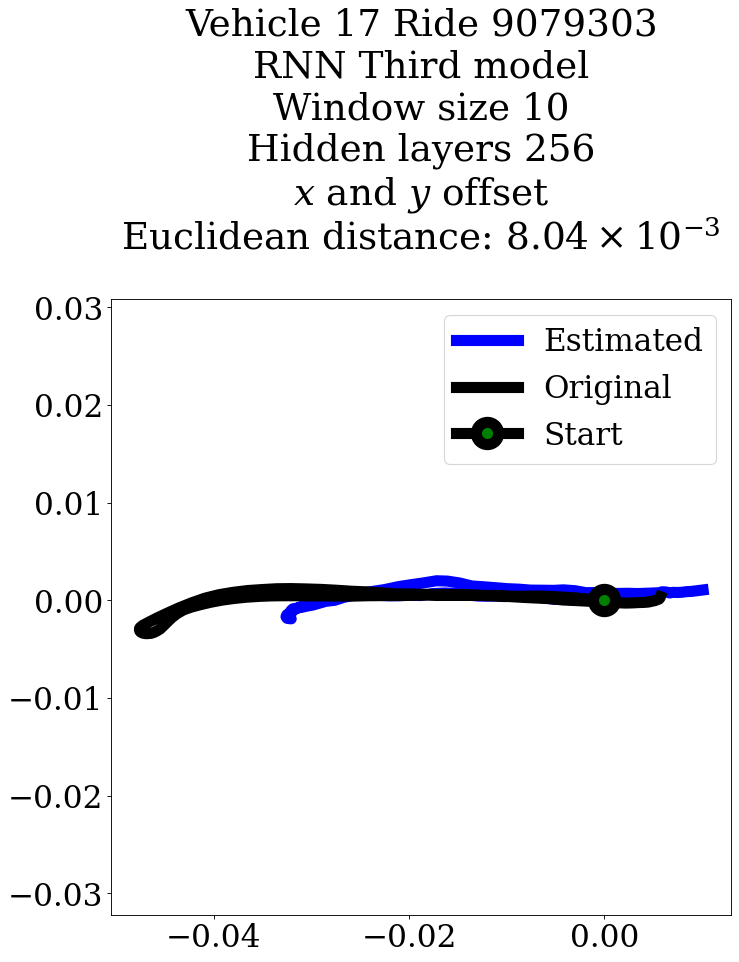 Vehicle 17 Ride 9079303
RNN Third model
Window size 10
Hidden layers 256
x and y offset
Euclidean distance: 8.04 × 10⁻³
0.03
0.02
0.01
0.00
−0.01
−0.02
−0.03
Estimated
Original
Start
−0.04
−0.02
0.00